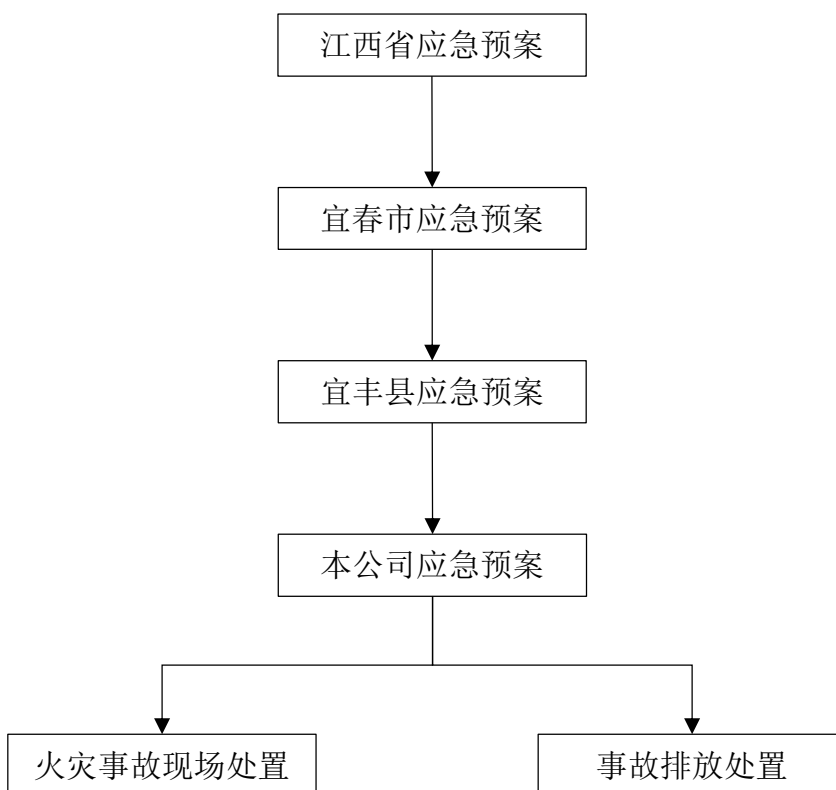 江西省应急预案
宜春市应急预案
宜丰县应急预案
本公司应急预案
火灾事故现场处置
事故排放处置